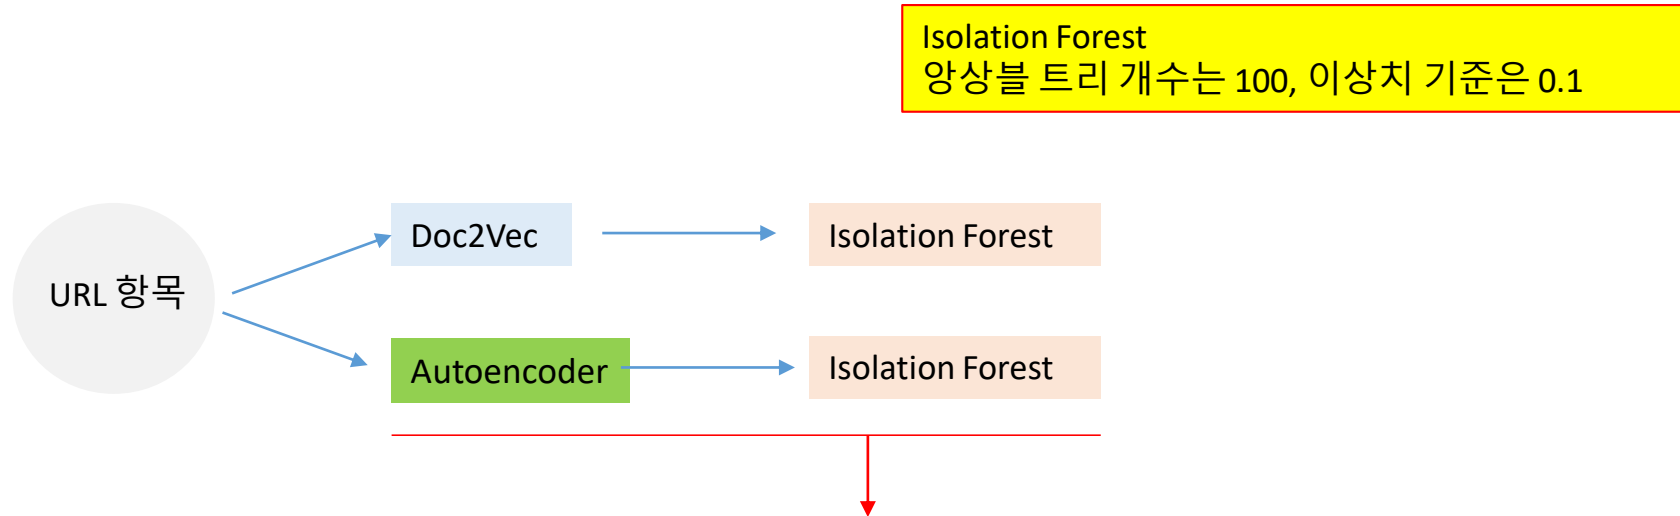 Isolation Forest
앙상블 트리 개수는 100, 이상치 기준은 0.1
Doc2Vec
Isolation Forest
URL 항목
Autoencoder
Isolation Forest